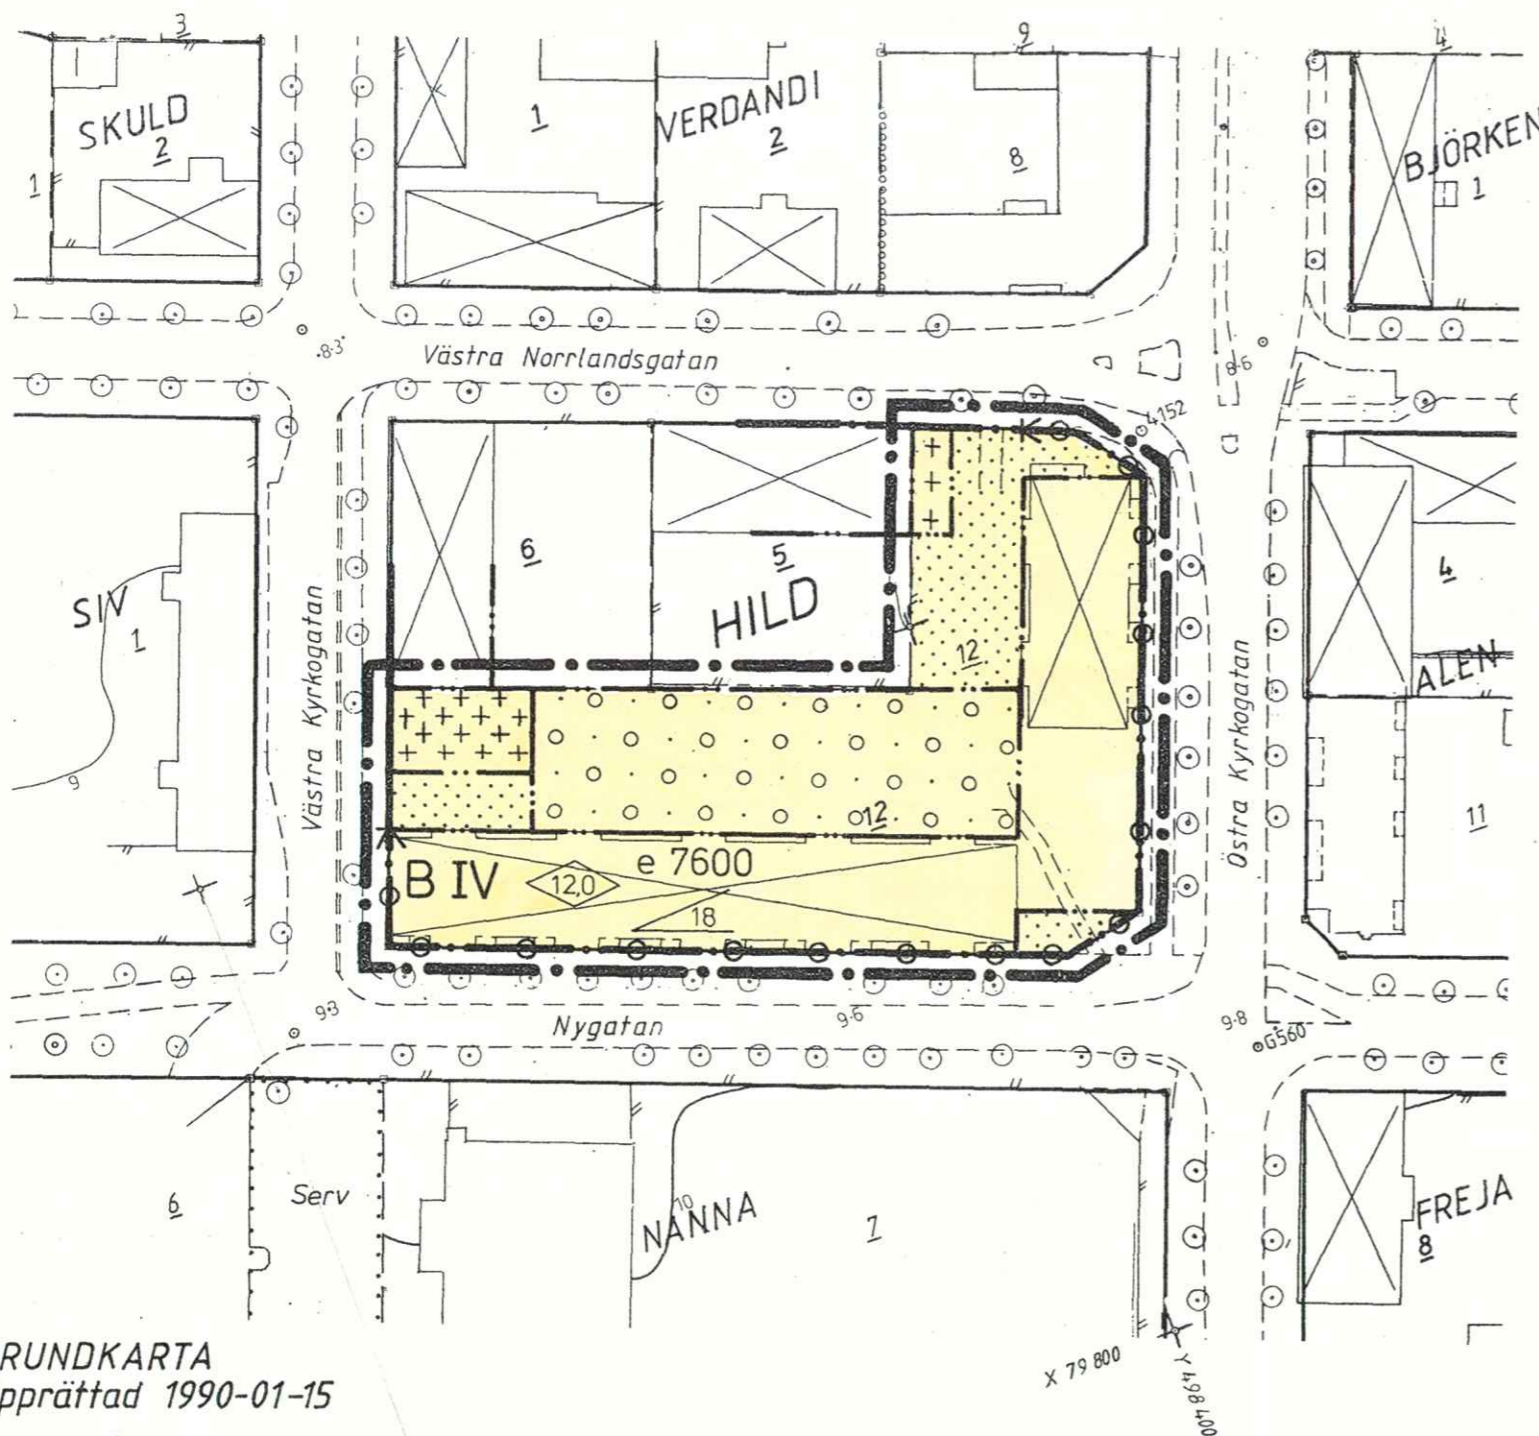 3
9
4
SKULD
2
1
1
VERDANDI
2
8
BJÖRKEN
1
8-3
Västra Norrlandsgatan
8-6
4152
SIV
1
9
Västra Kyrkogatan
6
5
HILD
12
Östra Kyrkogatan
4
ALEN
11
12
B IV
12,0
e 7600
18
9-3
Nygatan
9-6
9-8
G560
6
Serv
10
NANNA
7
FREJA
8
X 79 800
Y 498 400
RUNDKARTA
pprättad 1990-01-15